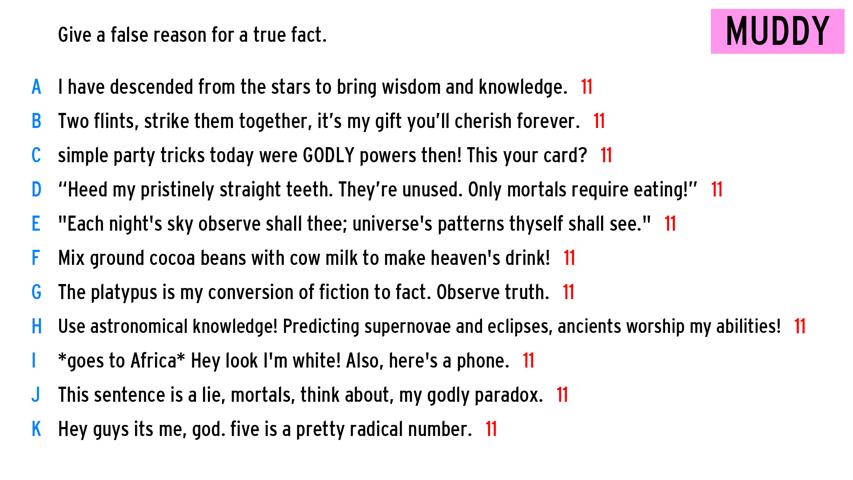 Give a false reason for a true fact.
MUDDY
A I have descended from the stars to bring wisdom and knowledge. 11
B Two flints, strike them together, it’s my gift you’ll cherish forever. 11
C simple party tricks today were GODLY powers then! This your card? 11
D “Heed my pristinely straight teeth. They’re unused. Only mortals require eating!” 11
E "Each night's sky observe shall thee; universe's patterns thyself shall see." 11
F Mix ground cocoa beans with cow milk to make heaven's drink! 11
G The platypus is my conversion of fiction to fact. Observe truth. 11
H Use astronomical knowledge! Predicting supernovae and eclipses, ancients worship my abilities! 11
I *goes to Africa* Hey look I'm white! Also, here's a phone. 11
J This sentence is a lie, mortals, think about, my godly paradox. 11
K Hey guys its me, god. five is a pretty radical number. 11